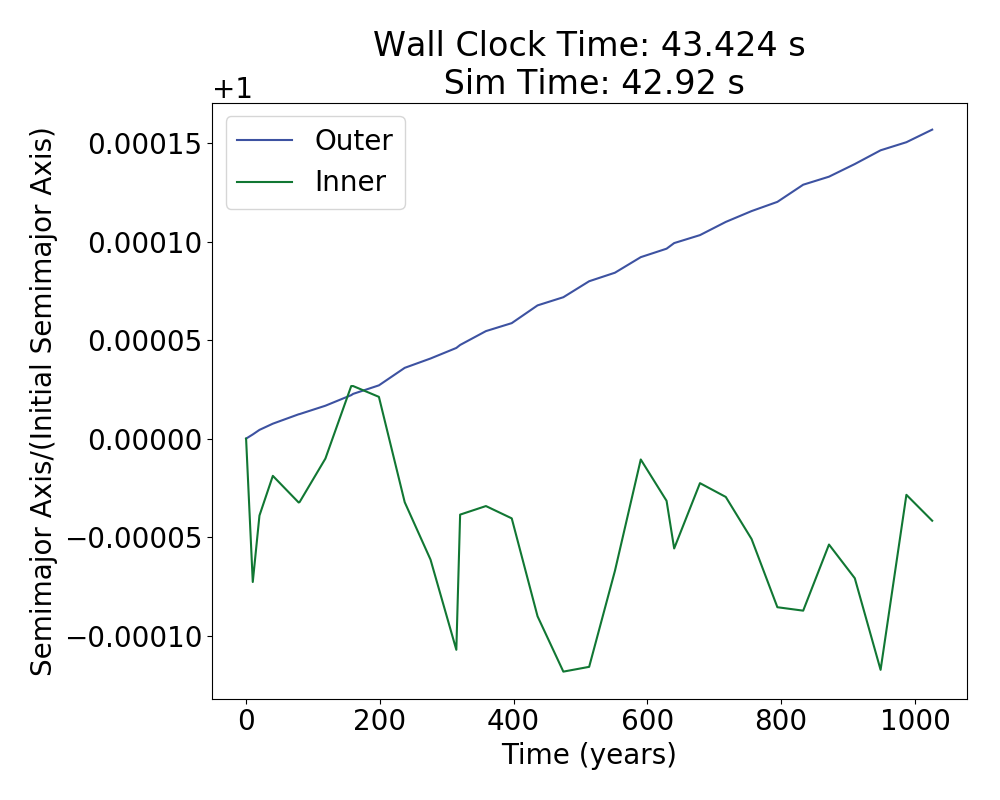 Wall Clock Time: 43.424 s
Sim Time: 42.92 s
+1
Outer
Inner
0.00015
0.00010
0.00005
0.00000
−0.00005
−0.00010
Semimajor Axis/(Initial Semimajor Axis)
0 200 400 600 800 1000
Time (years)